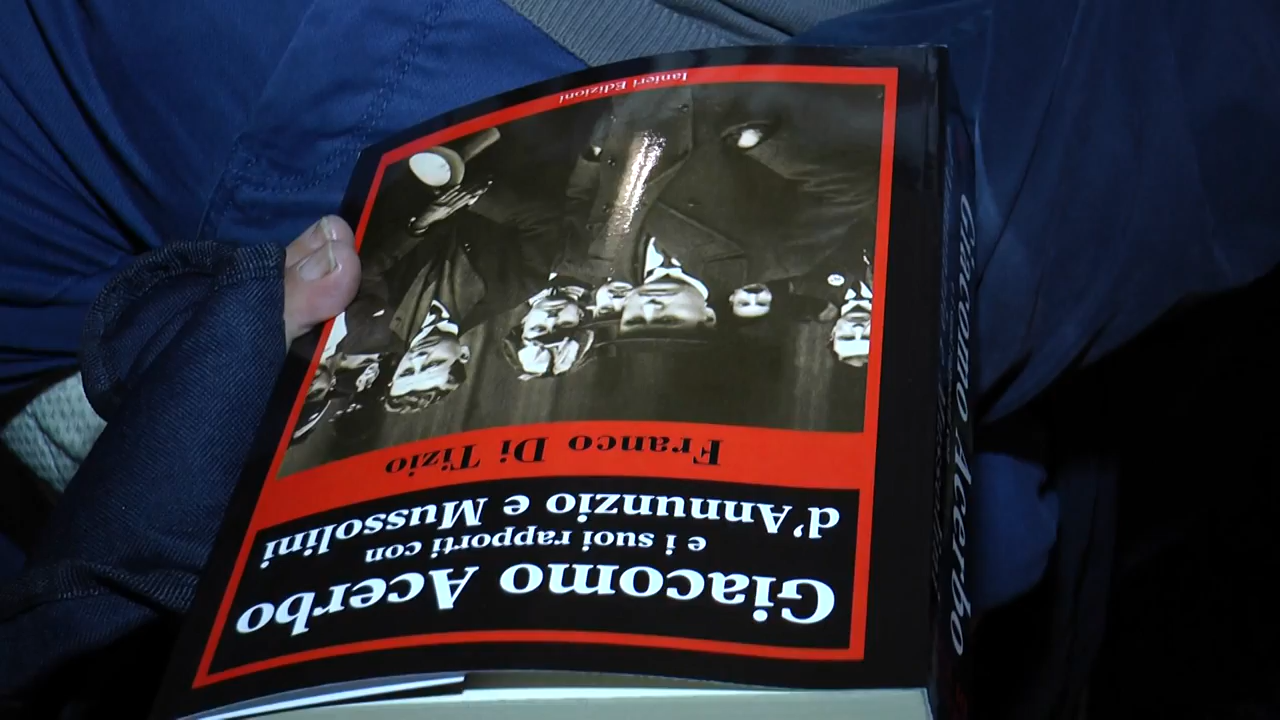 Giacomo Acerbo
e i suoi rapporti con
d'Annunzio e Mussolini
Franco Di Tizio
Ianieri Edizioni
Giacomo Acerbo